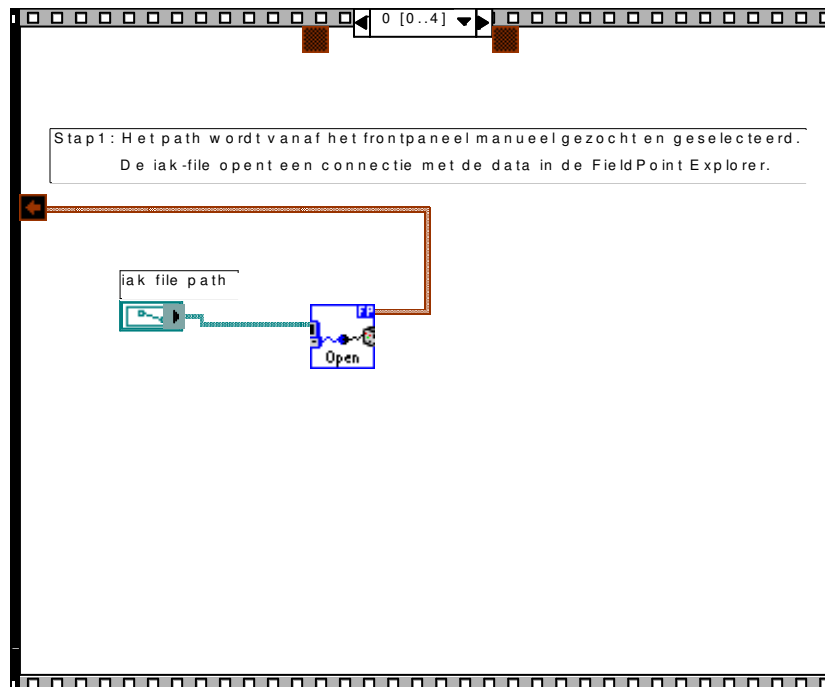 0 [0..4]
Stap1: Het path wordt vanaf het frontpaneel manueel gezocht en geselecteerd.
De iak-file opent een connectie met de data in de FieldPoint Explorer.
iak file path
FP
Open